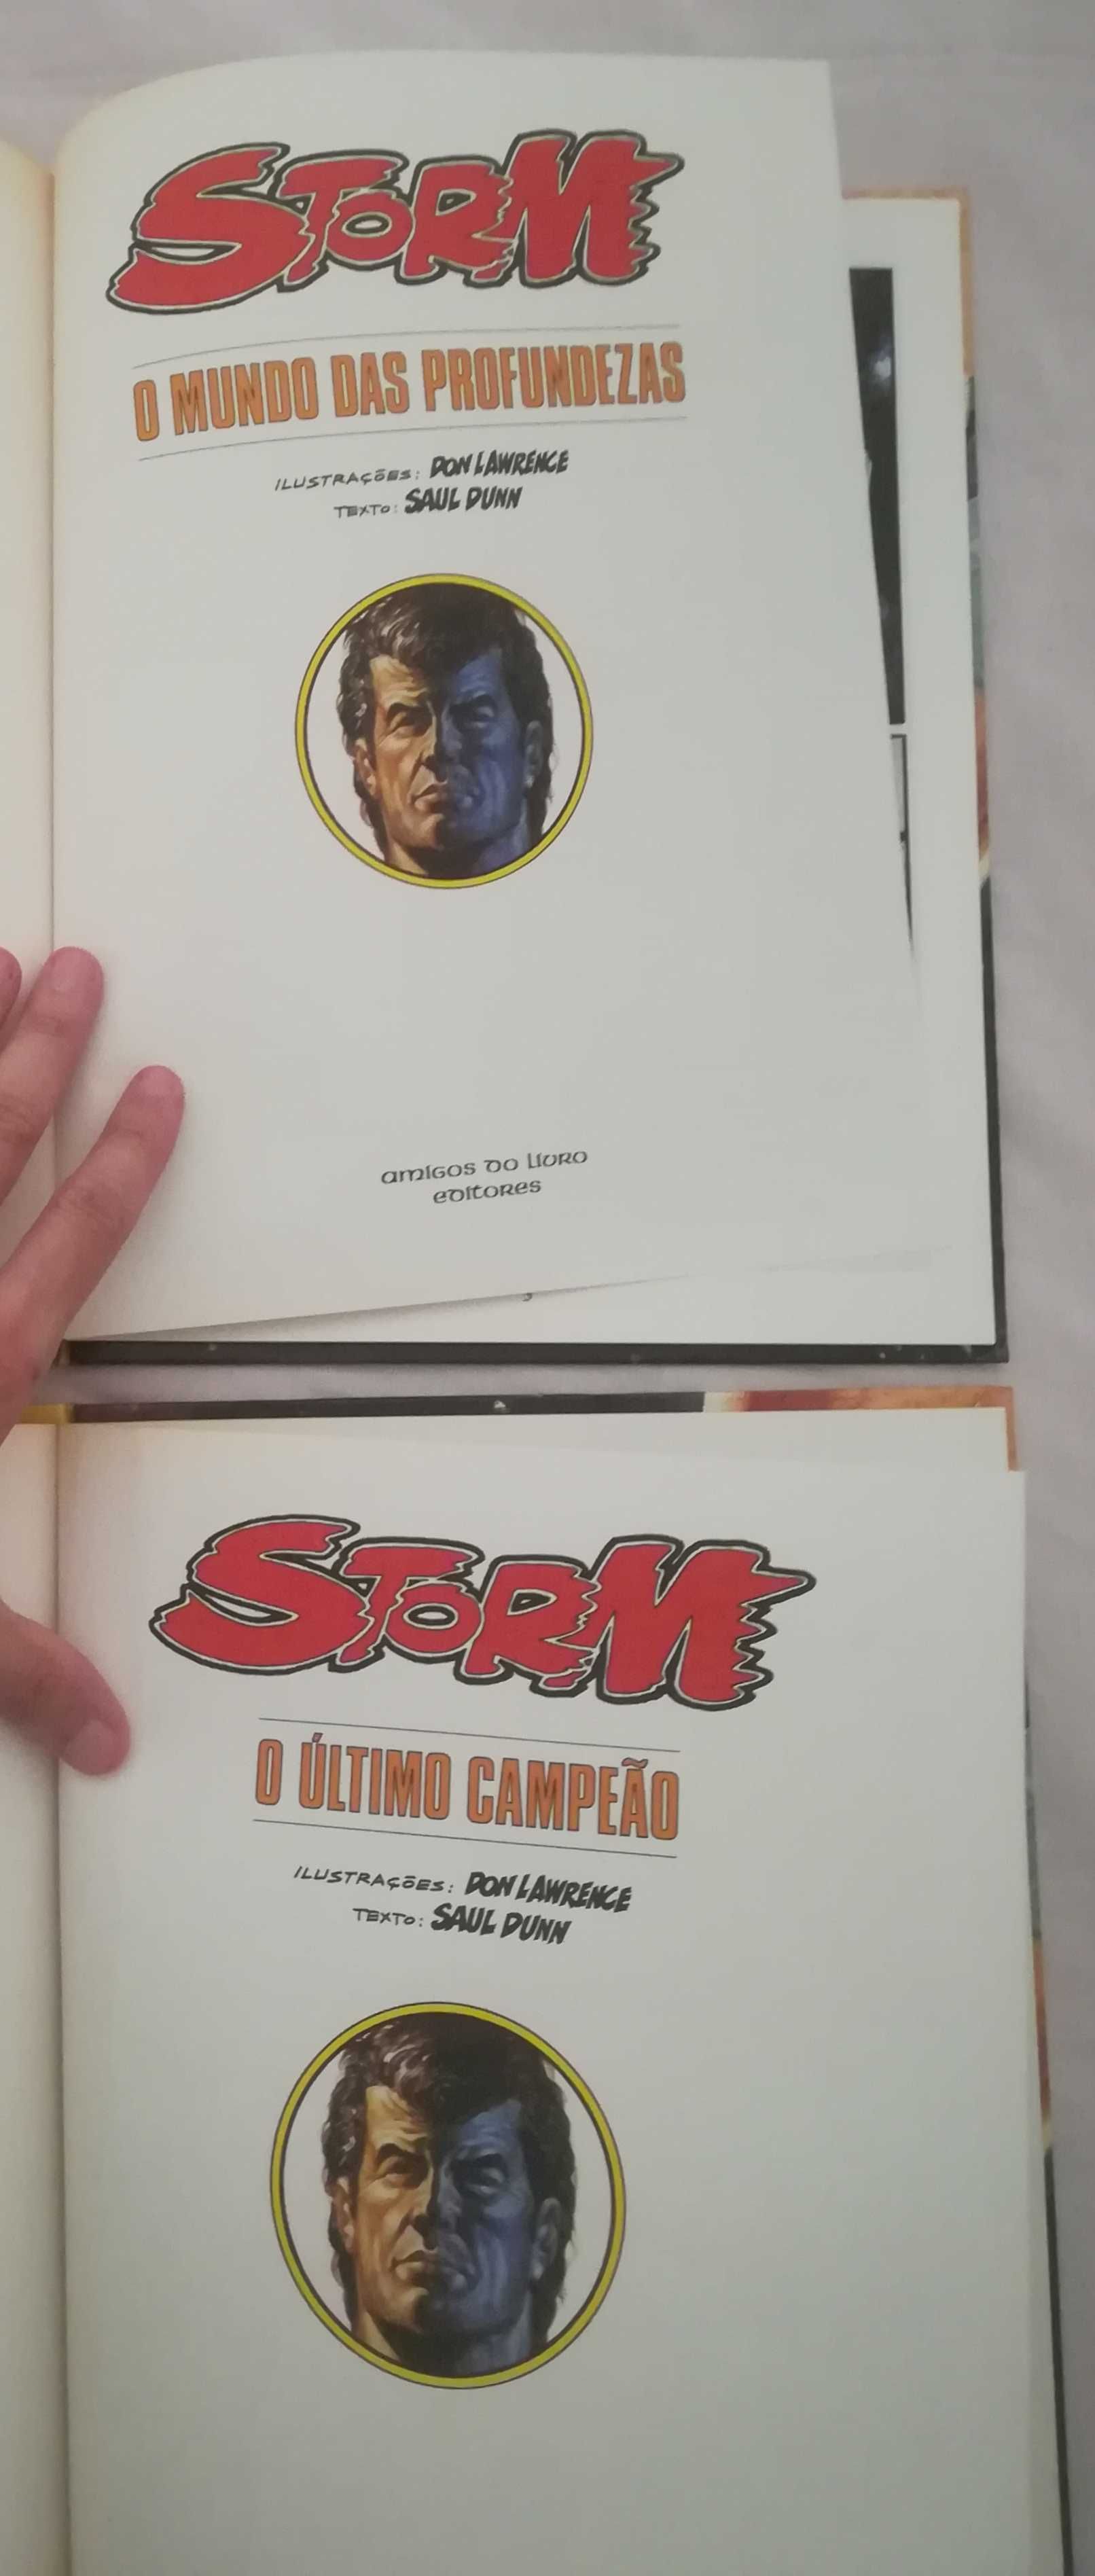 STORM
O MUNDO DAS PROFUNDEZAS
ILUSTRAÇÕES: DON LAWRENCE
TEXTO: SAUL DUNN
amigos do livro
editores
3
STORM
O ÚLTIMO CAMPEÃO
ILUSTRAÇÕES: DON LAWRENCE
TEXTO: SAUL DUNN